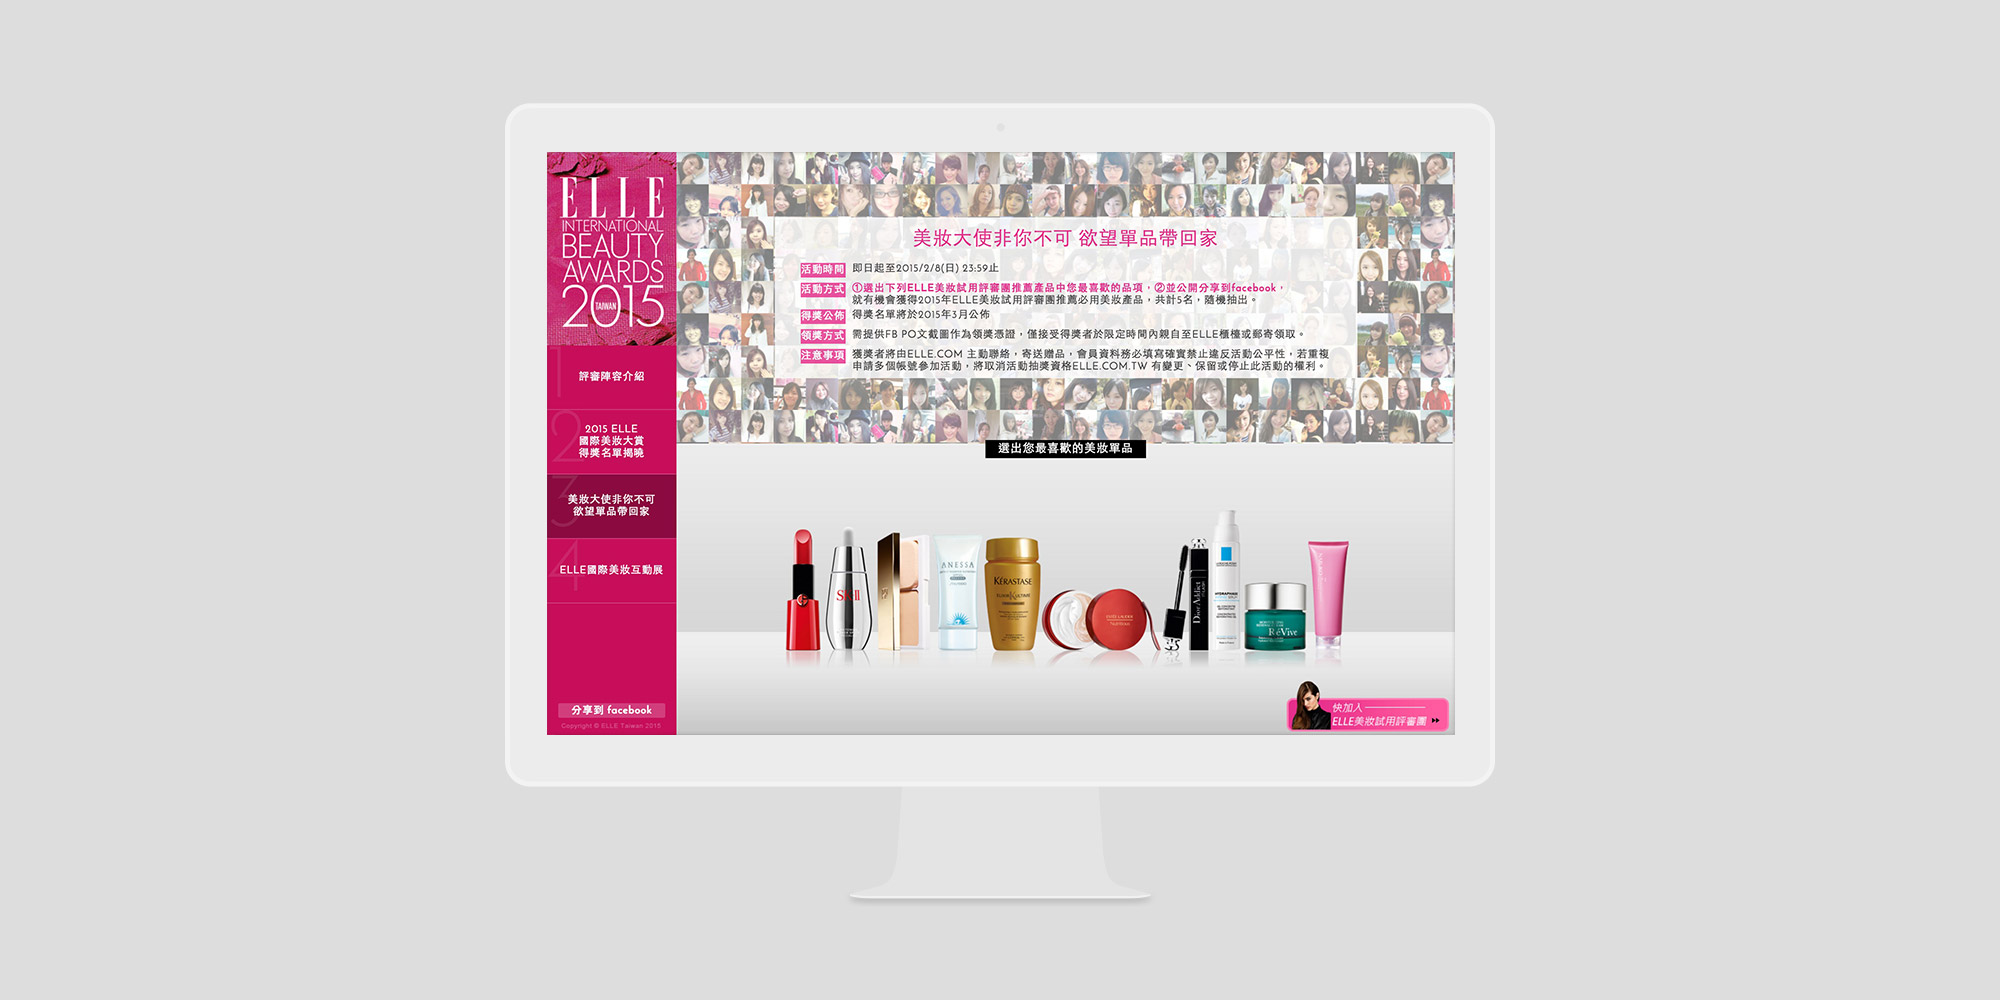 ELLE
INTERNATIONAL
BEAUTY
AWARDS
2015
TAIWAN
1
評審陣容介紹
2
2015 ELLE
國際美妝大賞
得獎名單揭曉
3
美妝大使非你不可
欲望單品帶回家
4
ELLE國際美妝互動展
分享到 facebook
Copyright © ELLE Taiwan 2015
美妝大使非你不可 欲望單品帶回家
活動時間 即日起至2015/2/8(日) 23:59止
活動方式 ①選出下列ELLE美妝試用評審團推薦產品中您最喜歡的品項，②並公開分享到facebook，
就有機會獲得2015年ELLE美妝試用評審團推薦必用美妝產品，共計5名，隨機抽出。
得獎公佈 得獎名單將於2015年3月公佈
領獎方式 需提供FB PO文截圖作為領獎憑證，僅接受得獎者於限定時間內親自至ELLE櫃檯或郵寄領取。
注意事項 獲獎者將由ELLE.COM 主動聯絡，寄送贈品，會員資料務必填寫確實禁止違反活動公平性，若重複
申請多個帳號參加活動，將取消活動抽獎資格ELLE.COM.TW 有變更、保留或停止此活動的權利。
選出您最喜歡的美妝單品
SK-II
ANESSA
KÉRASTASE
ELIXIR K ULTIME
Dior Addict
HYDRAPHASE
RéVive
快加入
ELLE美妝試用評審團